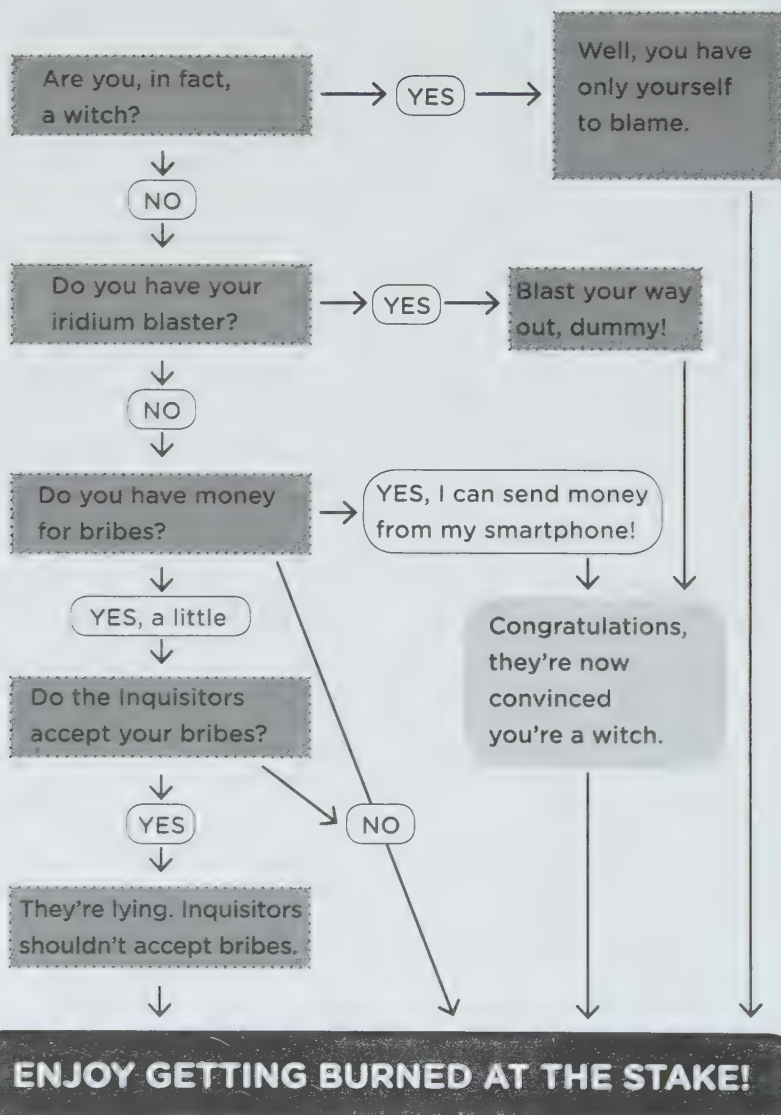 Are you, in fact,
a witch?
YES
Well, you have
only yourself
to blame.
NO
Do you have your
iridium blaster?
YES
Blast your way
out, dummy!
NO
Do you have money
for bribes?
YES, I can send money
from my smartphone!
YES, a little
Congratulations,
they're now
convinced
you're a witch.
Do the Inquisitors
accept your bribes?
YES
NO
They're lying. Inquisitors
shouldn't accept bribes.
ENJOY GETTING BURNED AT THE STAKE!